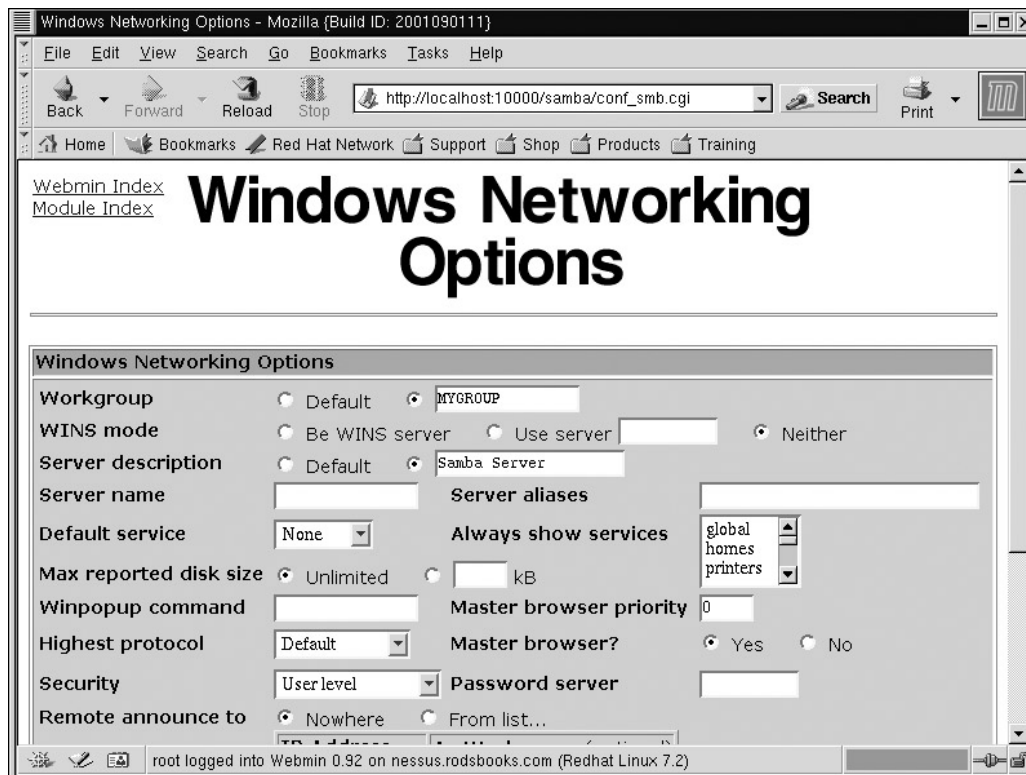 Windows Networking Options - Mozilla {Build ID: 2001090111}
File Edit View Search Go Bookmarks Tasks Help
Back Forward Reload Stop http://localhost:10000/samba/conf_smb.cgi Search Print
Home Bookmarks Red Hat Network Support Shop Products Training
Webmin Index
Module Index
Windows Networking
Options
Windows Networking Options
Workgroup Default MYGROUP
WINS mode Be WINS server Use server Neither
Server description Default Samba Server
Server name Server aliases
Default service None Always show services global
homes
printers
Max reported disk size Unlimited kB
Winpopup command Master browser priority 0
Highest protocol Default Master browser? Yes No
Security User level Password server
Remote announce to Nowhere From list...
root logged into Webmin 0.92 on nessus.rodsbooks.com (Redhat Linux 7.2)